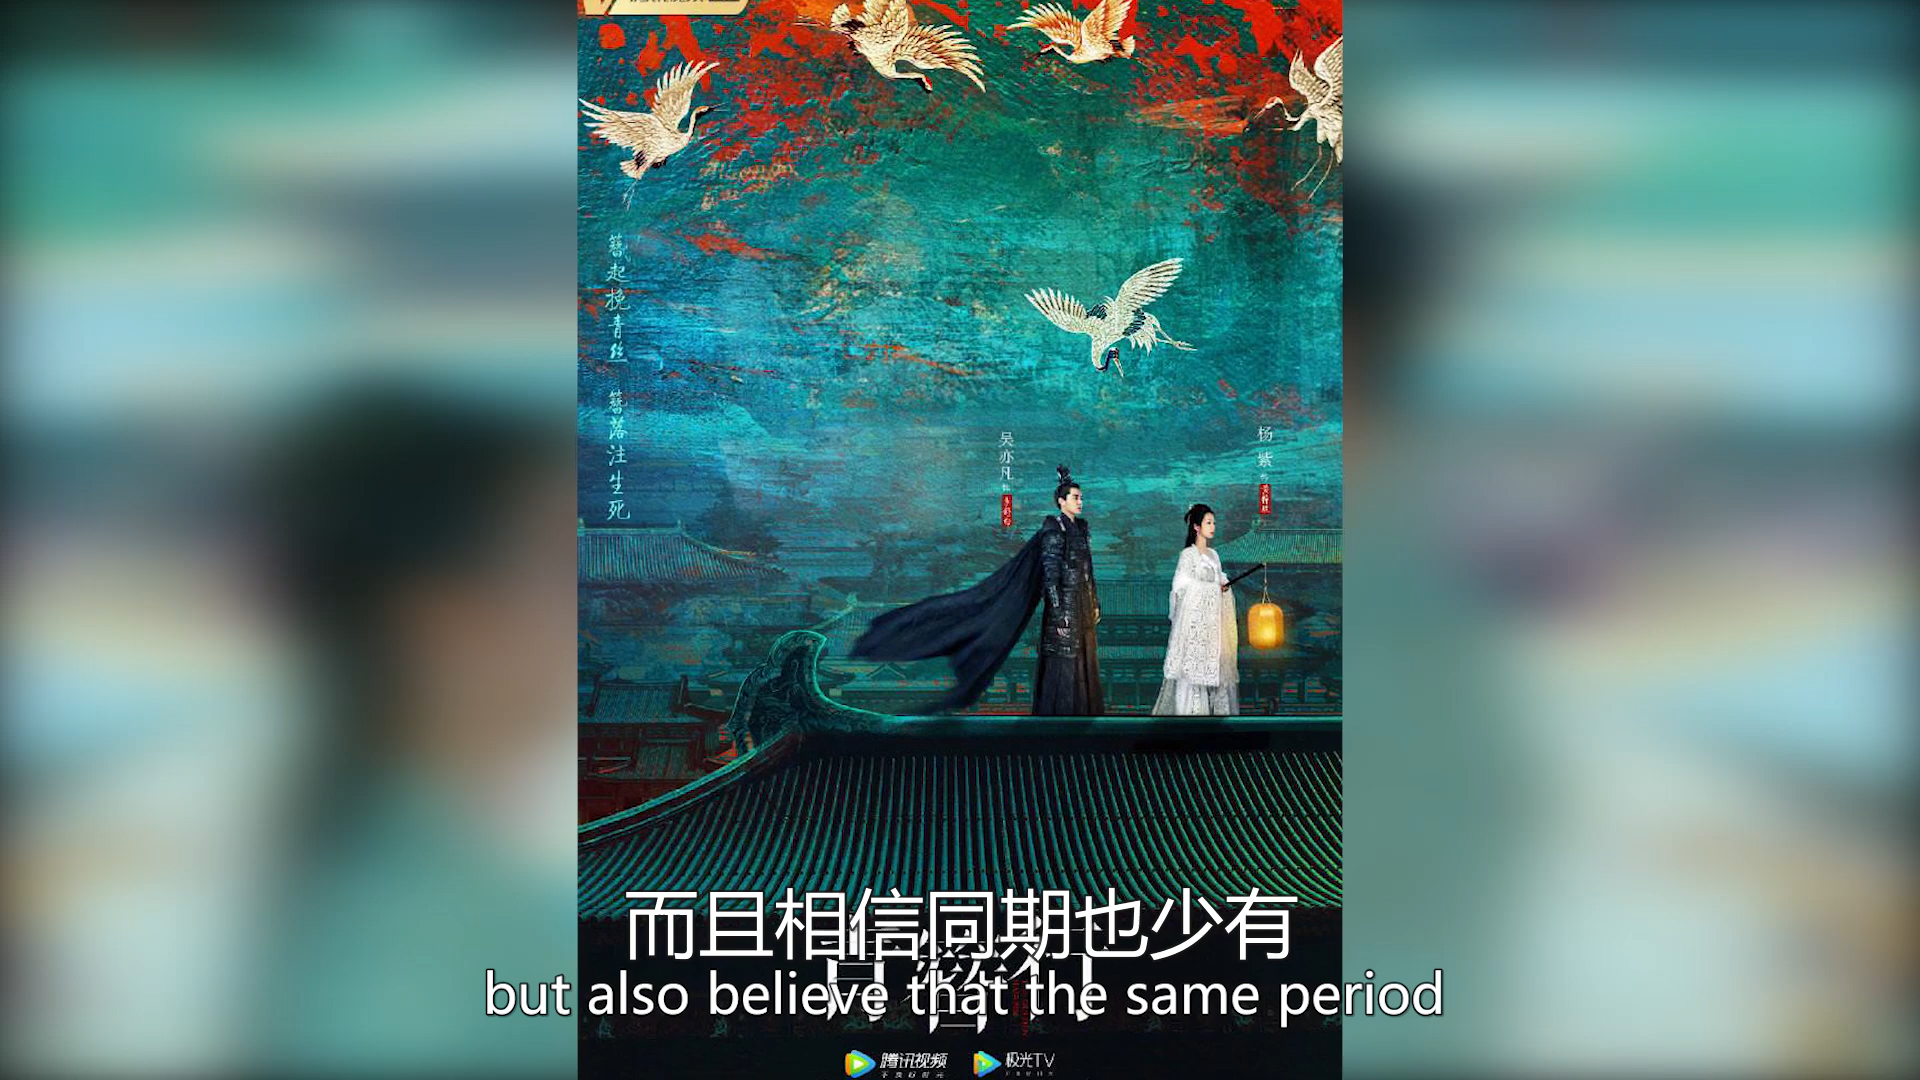 簪起挽青丝 簪落注生死
吴亦凡
杨紫
而且相信同期也少有
but also believe that the same period
腾讯视频
极光TV